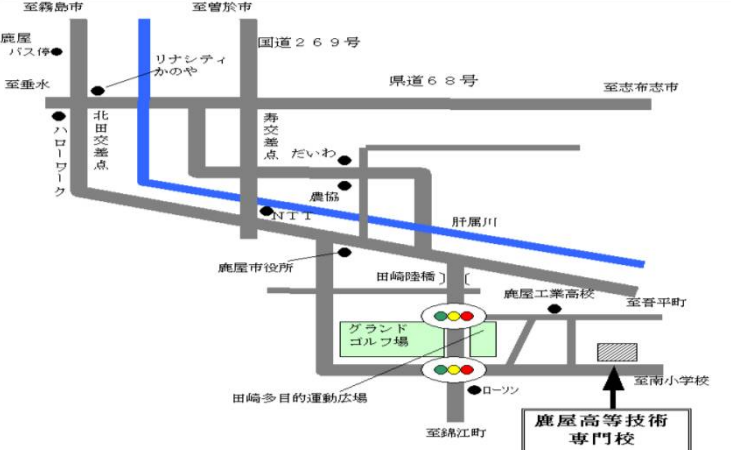 至霧島市
至曽於市
鹿屋
バス停
国道２６９号
リナシティ
かのや
県道６８号
至垂水
至志布志市
北田交差点
寿交差点
ハローワーク
だいわ
農協
ＮＴＴ
肝属川
鹿屋市役所
田崎陸橋
鹿屋工業高校
至吾平町
グランド
ゴルフ場
至南小学校
田崎多目的運動広場
ローソン
至錦江町
鹿屋高等技術
専門校